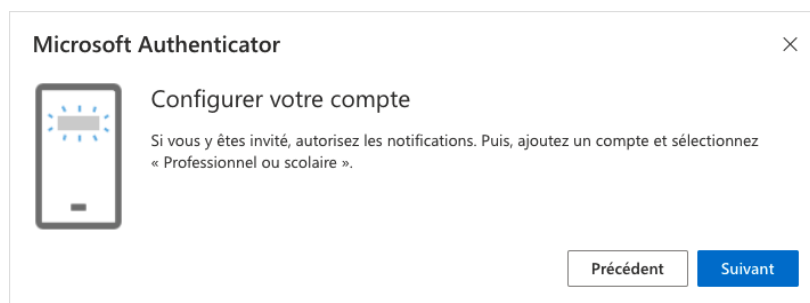 Microsoft Authenticator
Configurer votre compte
Si vous y êtes invité, autorisez les notifications. Puis, ajoutez un compte et sélectionnez
« Professionnel ou scolaire ».
Précédent
Suivant